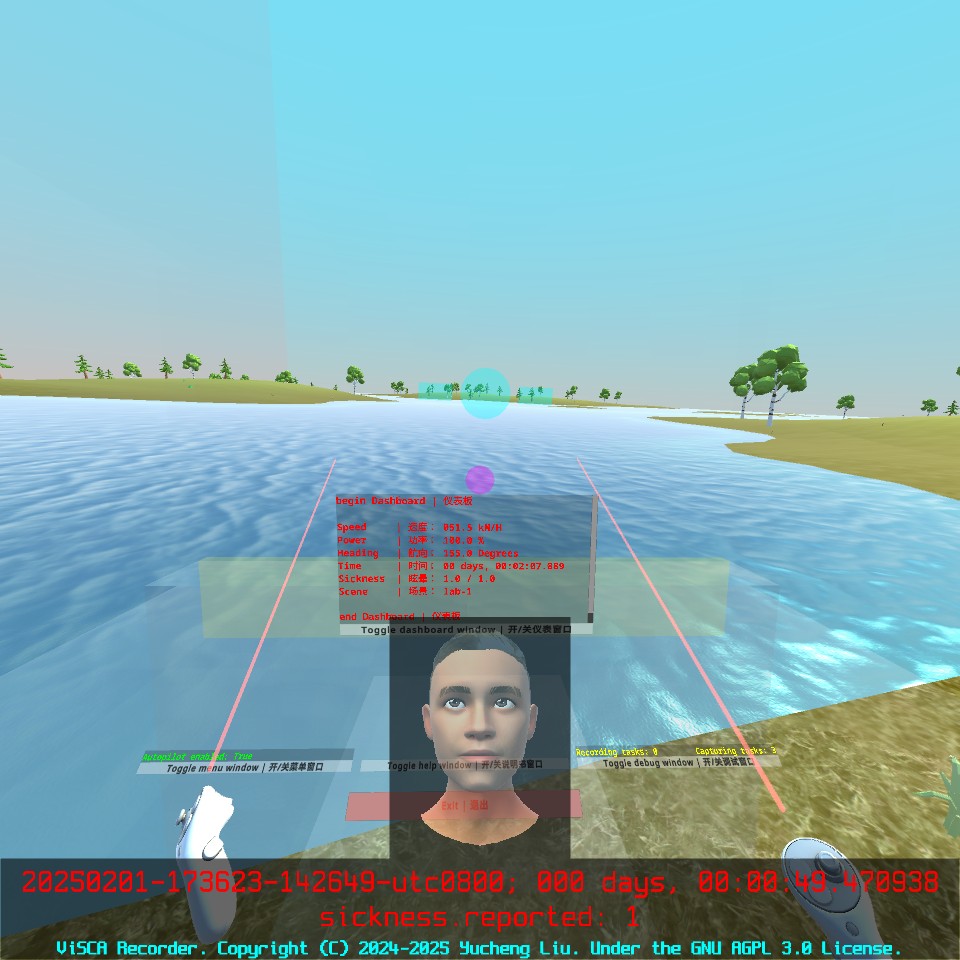 begin Dashboard | 仪表板
Speed | 速度: 051.5 kN/H
Power | 功率: 100.0 %
Heading | 航向: 155.0 Degrees
Time | 时间: 00 days, 00:02:07.889
Sickness | 眩晕: 1.0 / 1.0
Scene | 场景: lab-1
end Dashboard | 仪表板
Toggle dashboard window | 开/关仪表窗口
Autopilot enabled: True
Toggle menu window | 开/关菜单窗口
Toggle help window | 开/关说明书窗口
Recording tasks: 0 Capturing tasks: 3
Toggle debug window | 开/关调试窗口
Exit | 退出
20250201-173623-142649-utc0800; 000 days, 00:00:49.470938
sickness.reported: 1
ViSCA Recorder. Copyright (C) 2024-2025 Yucheng Liu. Under the GNU AGPL 3.0 License.